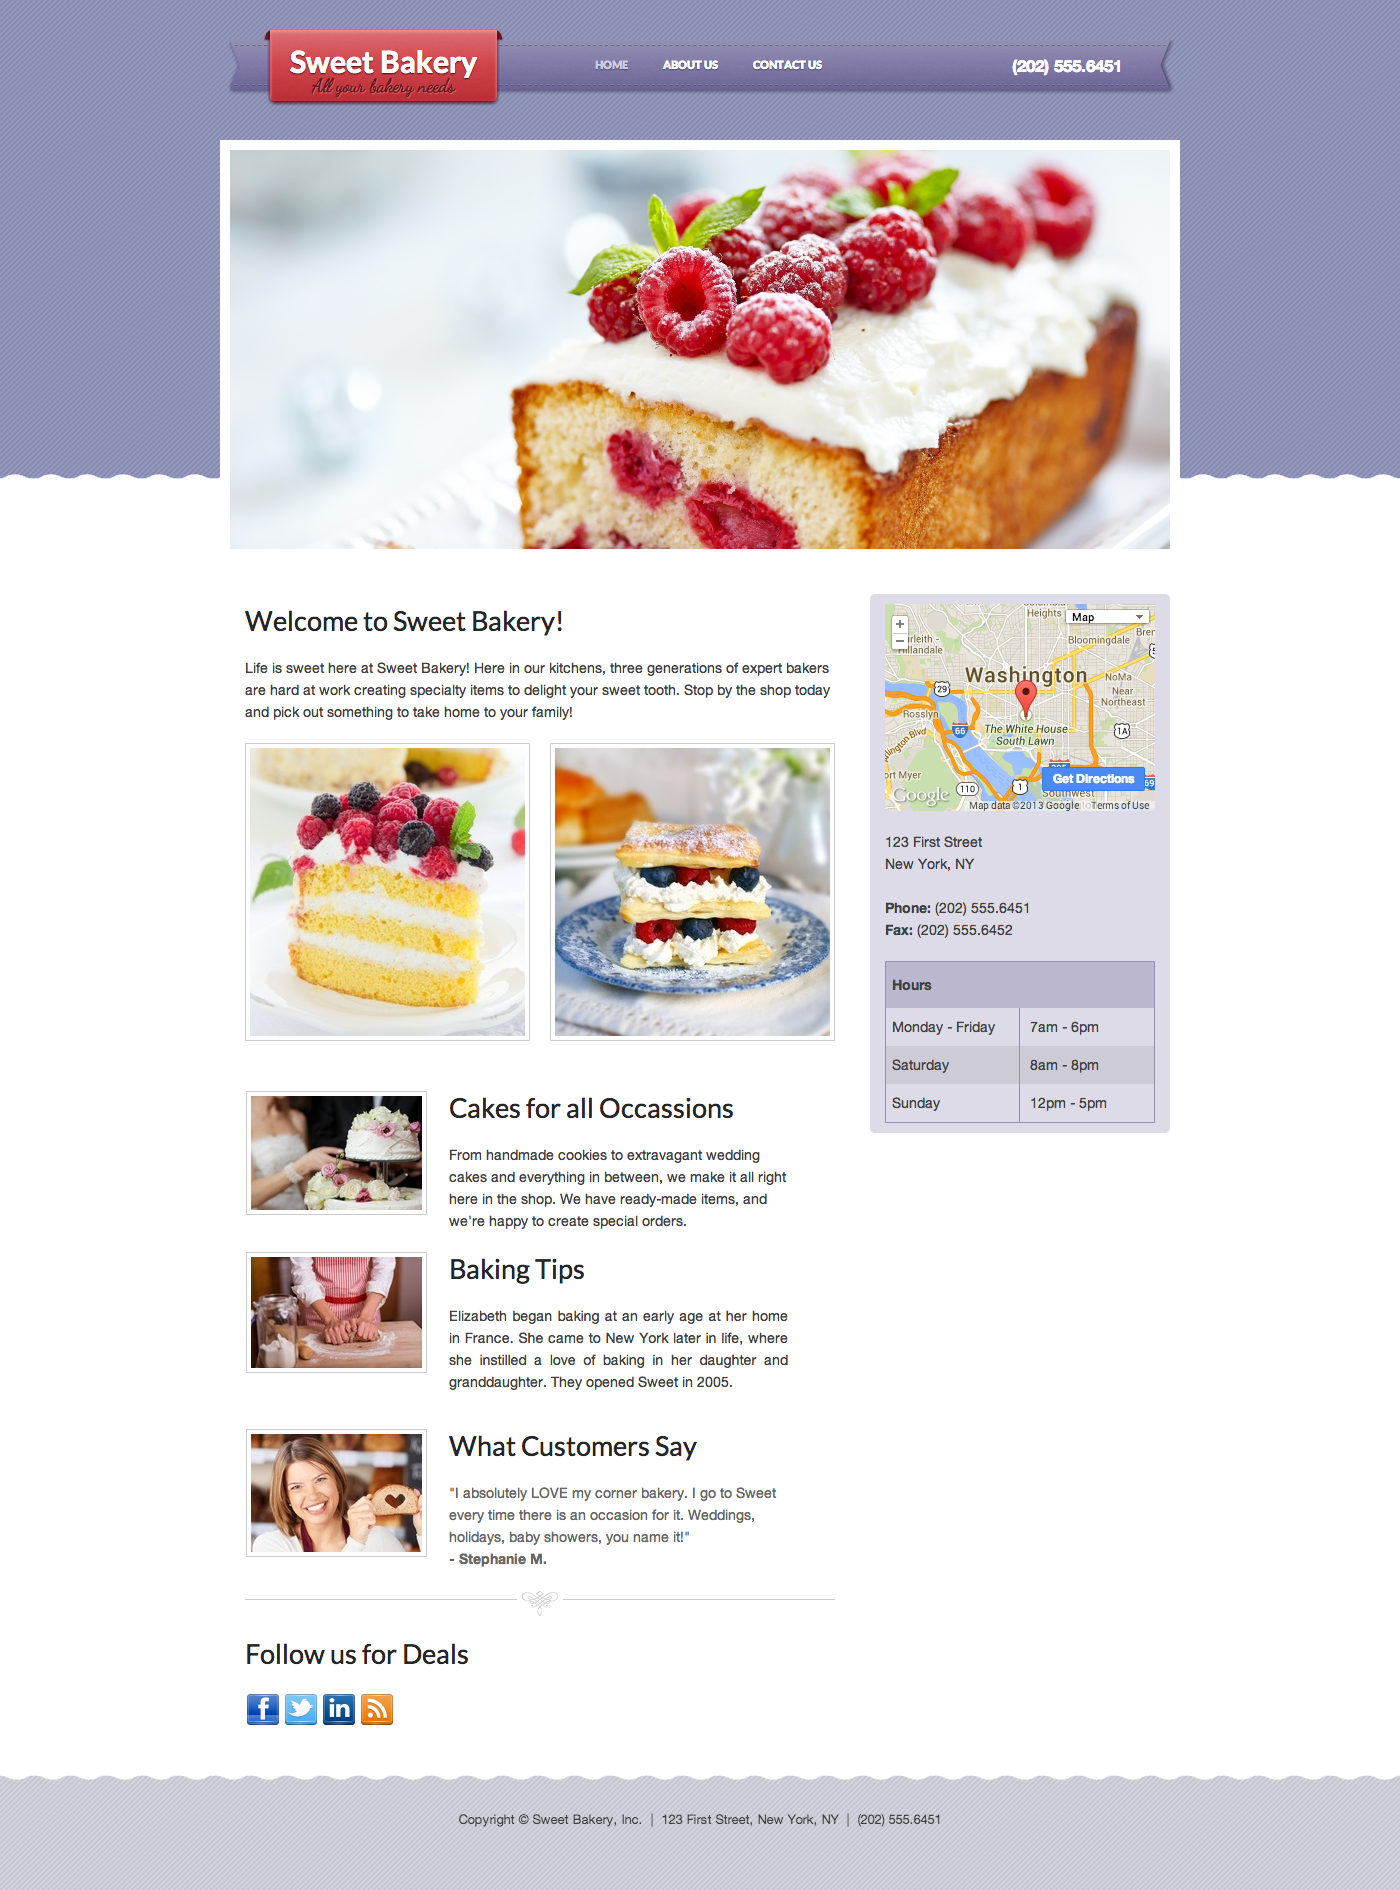 Sweet Bakery
All your bakery needs
HOME ABOUT US CONTACT US
(202) 555.6451
Welcome to Sweet Bakery!
Life is sweet here at Sweet Bakery! Here in our kitchens, three generations of expert bakers
are hard at work creating specialty items to delight your sweet tooth. Stop by the shop today
and pick out something to take home to your family!
Cakes for all Occassions
From handmade cookies to extravagant wedding
cakes and everything in between, we make it all right
here in the shop. We have ready-made items, and
we're happy to create special orders.
Baking Tips
Elizabeth began baking at an early age at her home
in France. She came to New York later in life, where
she instilled a love of baking in her daughter and
granddaughter. They opened Sweet in 2005.
What Customers Say
"I absolutely LOVE my corner bakery. I go to Sweet
every time there is an occasion for it. Weddings,
holidays, baby showers, you name it!"
- Stephanie M.
Follow us for Deals
f in
Heights
Map
Bloomingdale
Washington
NoMa
Near
Northeast
29
Rosslyn
The White House
South Lawn
1A
66
ort Myer
Get Directions
Google
110
1
Southwest
Map data ©2013 Google Terms of Use
123 First Street
New York, NY
Phone: (202) 555.6451
Fax: (202) 555.6452
Hours
Monday - Friday 7am - 6pm
Saturday 8am - 8pm
Sunday 12pm - 5pm
Copyright © Sweet Bakery, Inc. | 123 First Street, New York, NY | (202) 555.6451